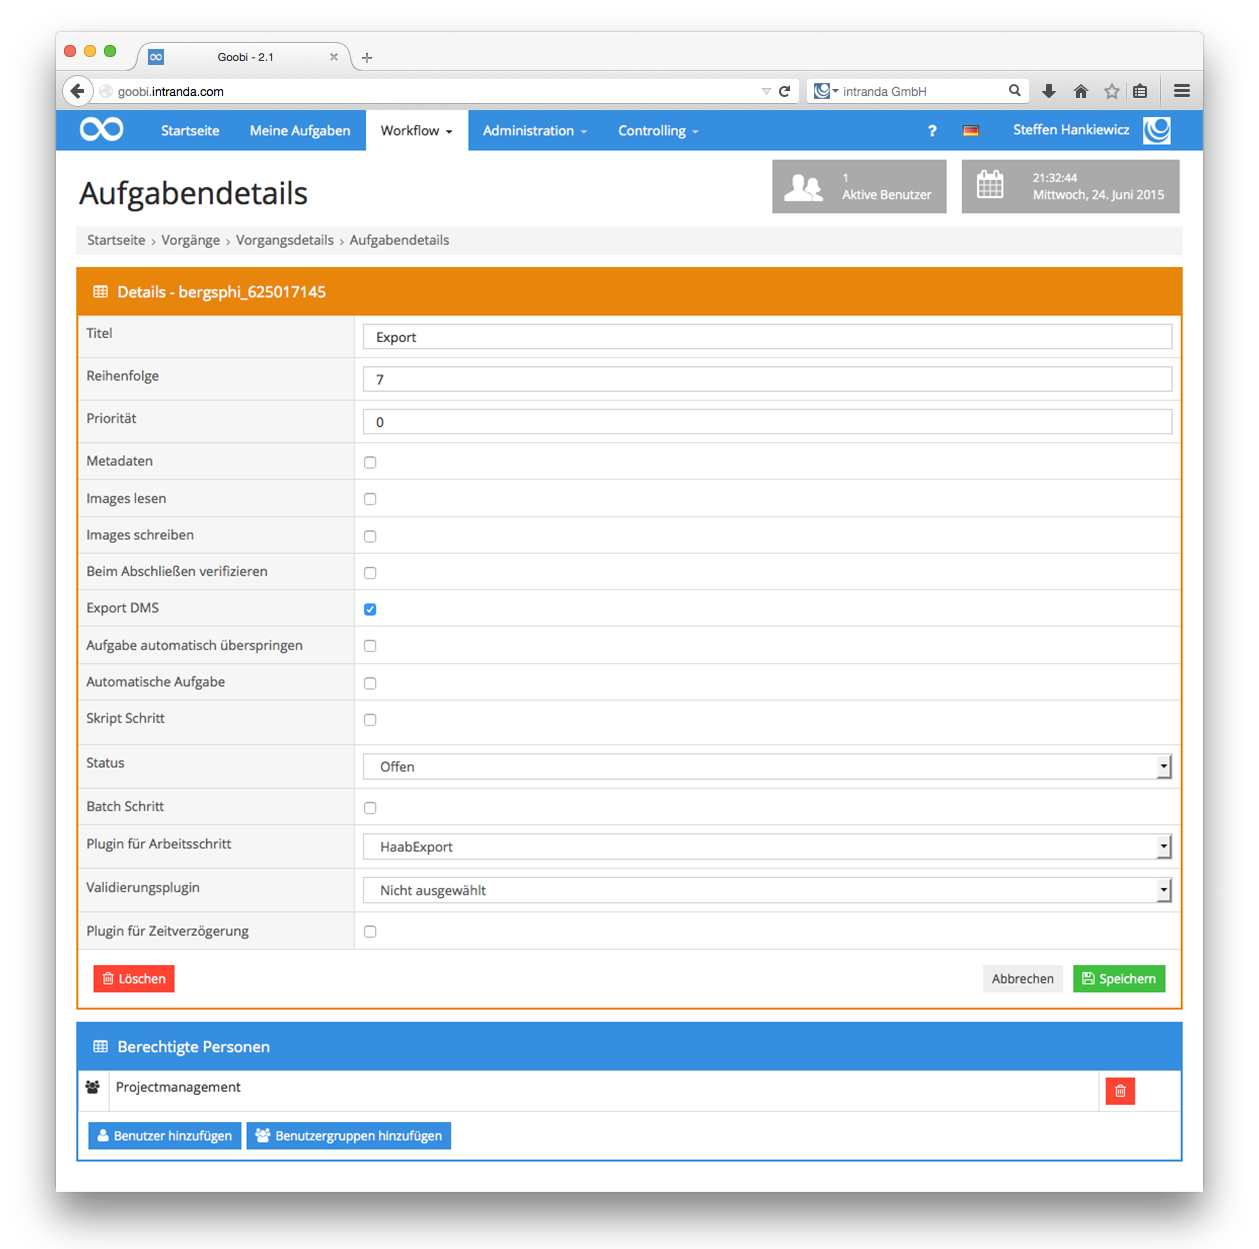 Goobi - 2.1
goobi.intranda.com
intranda GmbH
Startseite Meine Aufgaben Workflow Administration Controlling ? Steffen Hankiewicz
Aufgabendetails
1
Aktive Benutzer
21:32:44
Mittwoch, 24. Juni 2015
Startseite › Vorgänge › Vorgangsdetails › Aufgabendetails
Details - bergsphi_625017145
Titel Export
Reihenfolge 7
Priorität 0
Metadaten
Images lesen
Images schreiben
Beim Abschließen verifizieren
Export DMS
Aufgabe automatisch überspringen
Automatische Aufgabe
Skript Schritt
Status Offen
Batch Schritt
Plugin für Arbeitsschritt HaabExport
Validierungsplugin Nicht ausgewählt
Plugin für Zeitverzögerung
Löschen Abbrechen Speichern
Berechtigte Personen
Projectmanagement
Benutzer hinzufügen Benutzergruppen hinzufügen